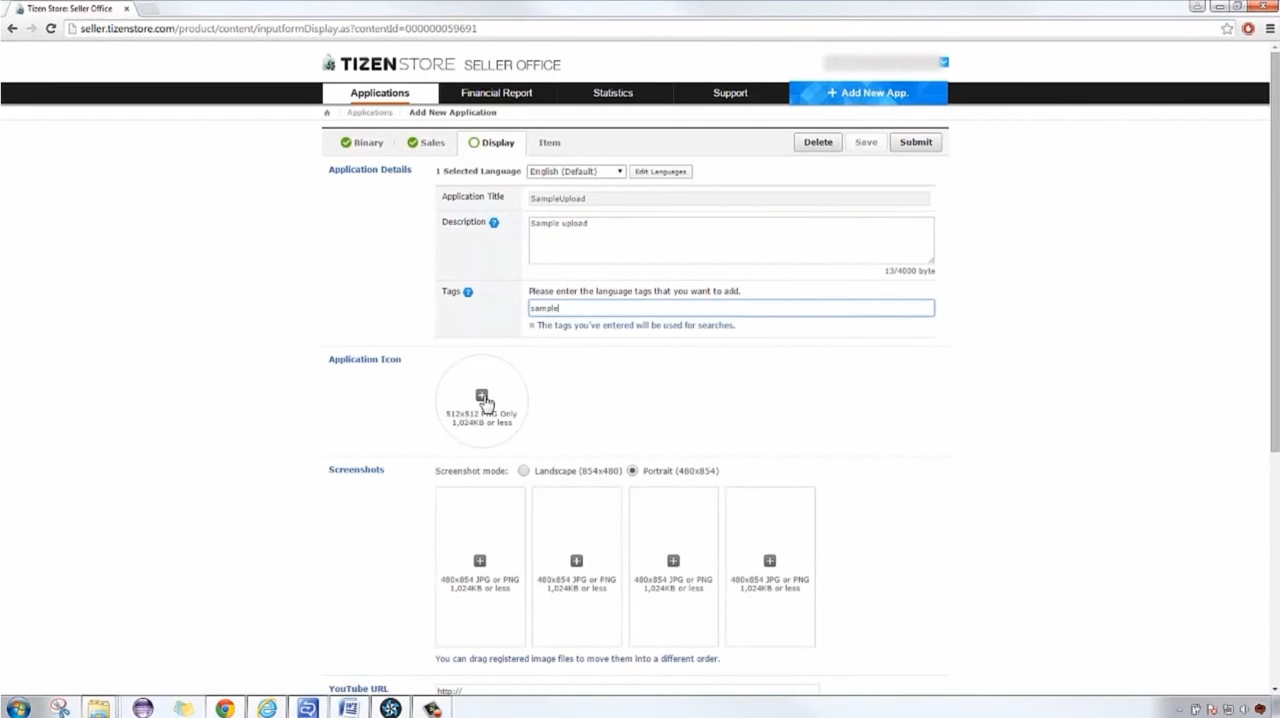 Tizen Store: Seller Office
seller.tizenstore.com/product/content/inputformDisplay.as?contentId=000000059691
TIZEN STORE SELLER OFFICE
Applications Financial Report Statistics Support + Add New App.
Applications Add New Application
Binary Sales Display Item Delete Save Submit
Application Details 1 Selected Language English (Default) Edit Languages
Application Title SampleUpload
Description ? Sample upload
13/4000 byte
Tags ? Please enter the language tags that you want to add.
sample
The tags you've entered will be used for searches.
Application Icon
512x512 PNG Only
1,024KB or less
Screenshots Screenshot mode: Landscape (854x480) Portrait (480x854)
480x854 JPG or PNG 480x854 JPG or PNG 480x854 JPG or PNG 480x854 JPG or PNG
1,024KB or less 1,024KB or less 1,024KB or less 1,024KB or less
You can drag registered image files to move them into a different order.
YouTube URL http://